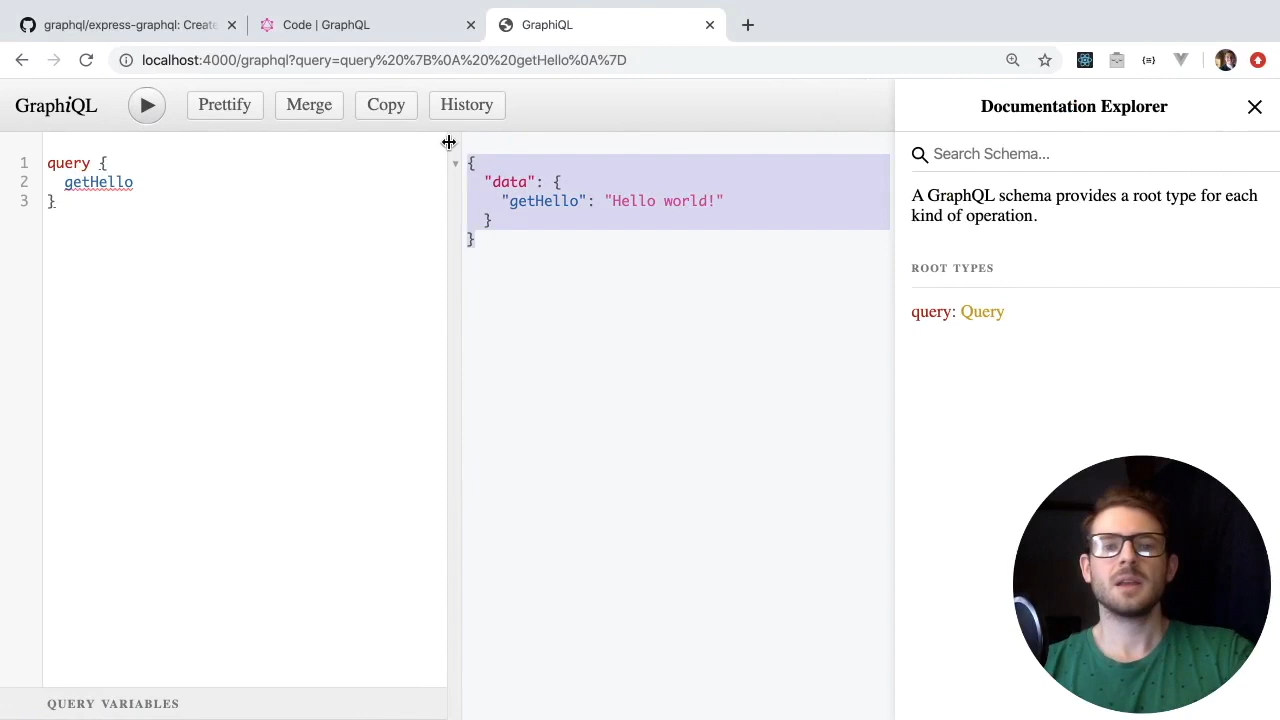 graphql/express-graphql: Create
Code | GraphQL
GraphiQL
localhost:4000/graphql?query=query%20%7B%0A%20%20getHello%0A%7D
GraphiQL
Prettify
Merge
Copy
History
1 query {
2 getHello
3 }
{
"data": {
"getHello": "Hello world!"
}
}
QUERY VARIABLES
Documentation Explorer
Search Schema...
A GraphQL schema provides a root type for each
kind of operation.
ROOT TYPES
query: Query